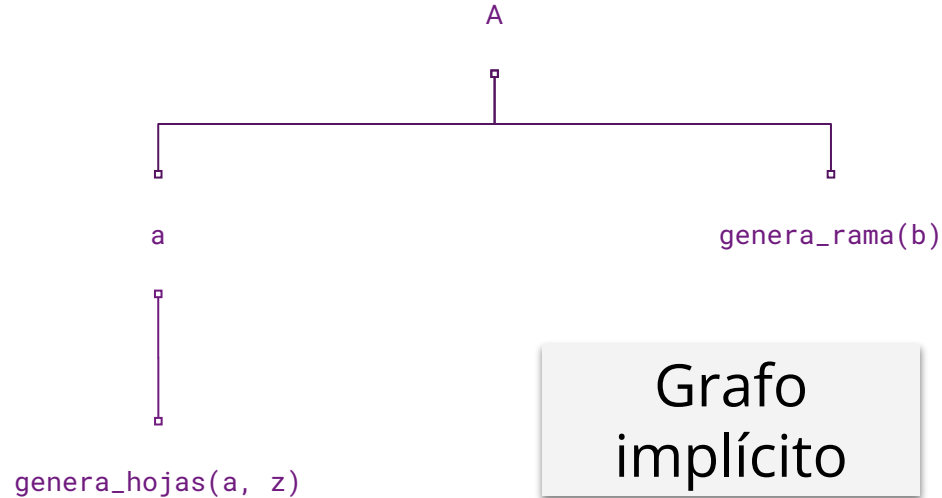 A
a
genera_rama(b)
Grafo
implícito
genera_hojas(a, z)